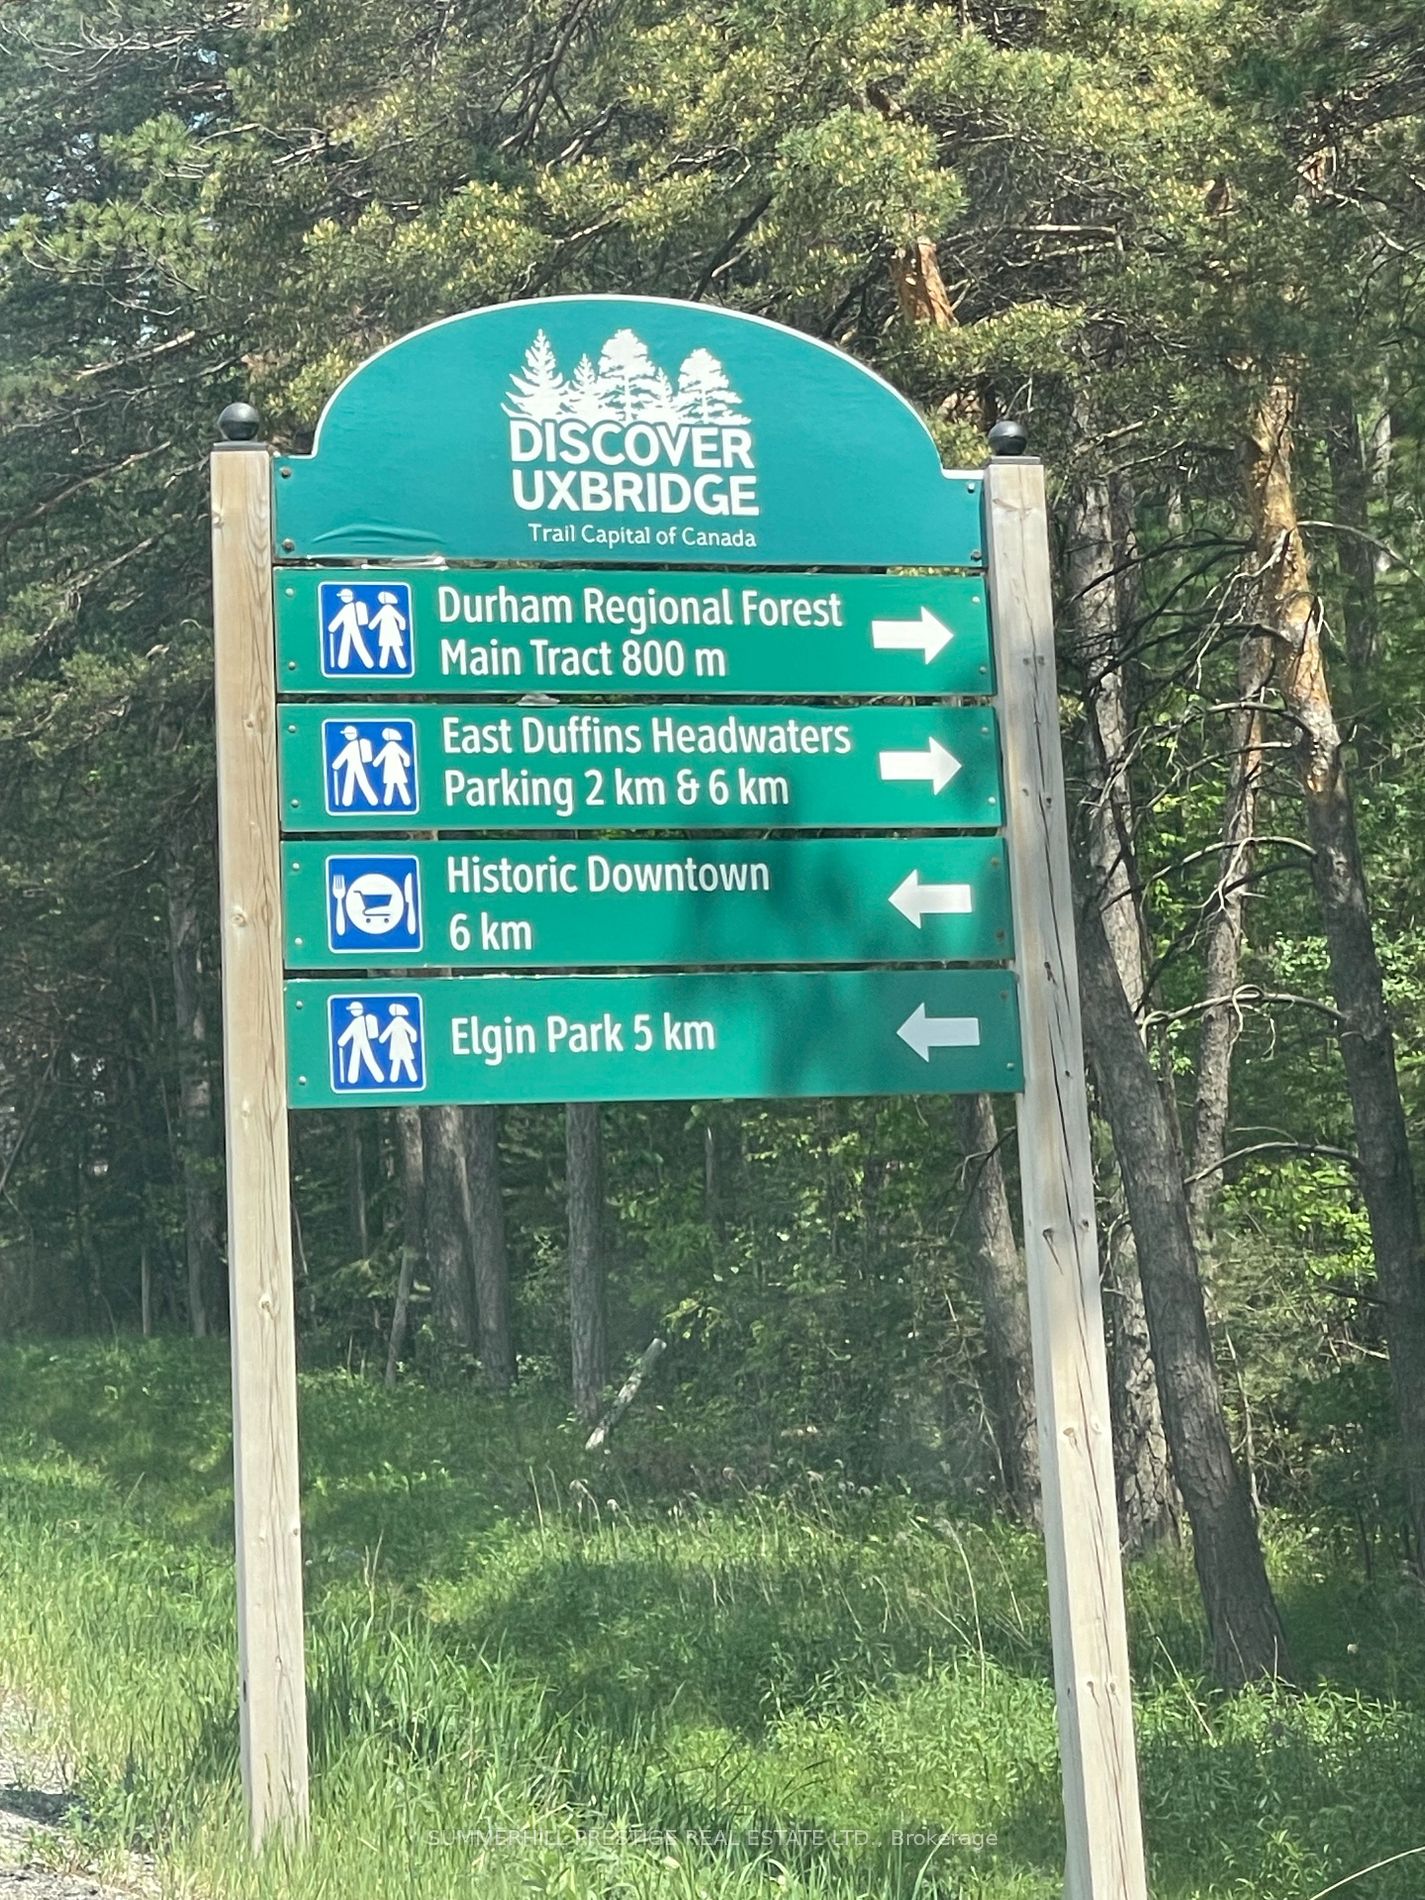 DISCOVER
UXBRIDGE
Trail Capital of Canada
Durham Regional Forest
Main Tract 800 m
East Duffins Headwaters
Parking 2 km & 6 km
Historic Downtown
6 km
Elgin Park 5 km
SUMMERHILL PRESTIGE REAL ESTATE LTD., Brokerage